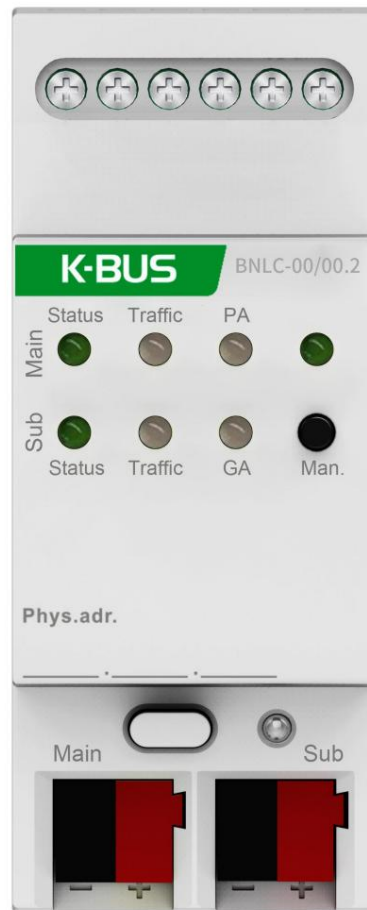 K-BUS BNLC-00/00.2
Status Traffic PA
Main
Sub
Status Traffic GA Man.
Phys.adr.
Main Sub
- + - +